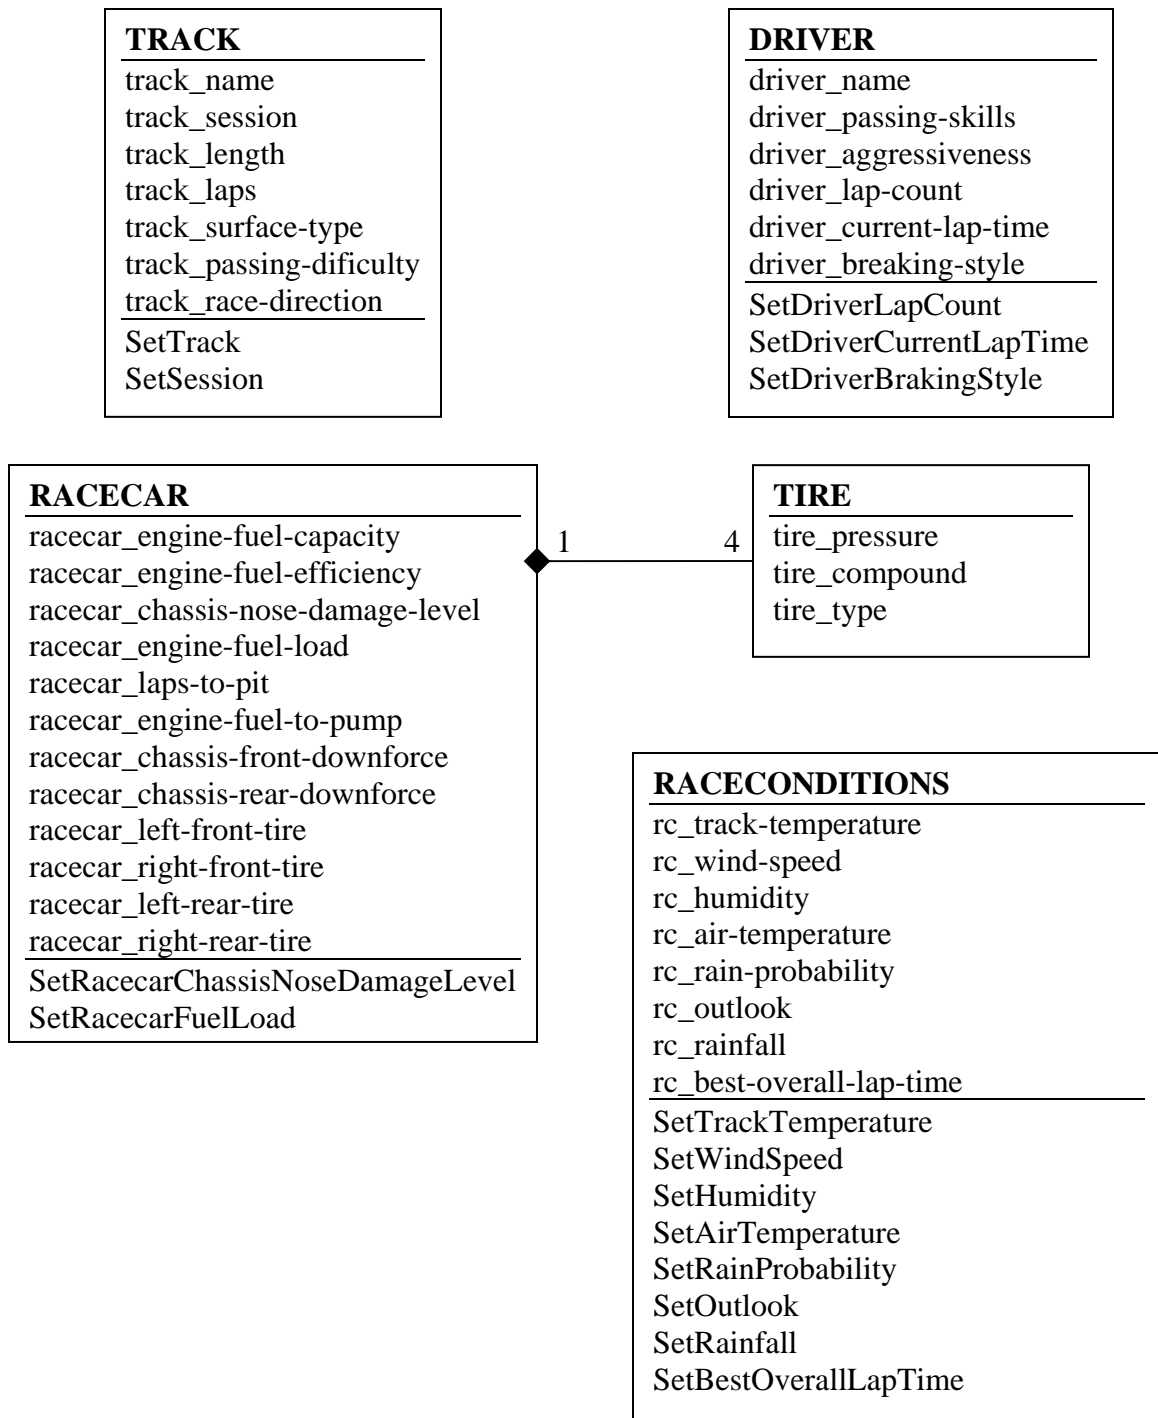 TRACK
track_name
track_session
track_length
track_laps
track_surface-type
track_passing-dificulty
track_race-direction
SetTrack
SetSession
DRIVER
driver_name
driver_passing-skills
driver_aggressiveness
driver_lap-count
driver_current-lap-time
driver_breaking-style
SetDriverLapCount
SetDriverCurrentLapTime
SetDriverBrakingStyle
RACECAR
racecar_engine-fuel-capacity
racecar_engine-fuel-efficiency
racecar_chassis-nose-damage-level
racecar_engine-fuel-load
racecar_laps-to-pit
racecar_engine-fuel-to-pump
racecar_chassis-front-downforce
racecar_chassis-rear-downforce
racecar_left-front-tire
racecar_right-front-tire
racecar_left-rear-tire
racecar_right-rear-tire
SetRacecarChassisNoseDamageLevel
SetRacecarFuelLoad
1 4
TIRE
tire_pressure
tire_compound
tire_type
RACECONDITIONS
rc_track-temperature
rc_wind-speed
rc_humidity
rc_air-temperature
rc_rain-probability
rc_outlook
rc_rainfall
rc_best-overall-lap-time
SetTrackTemperature
SetWindSpeed
SetHumidity
SetAirTemperature
SetRainProbability
SetOutlook
SetRainfall
SetBestOverallLapTime